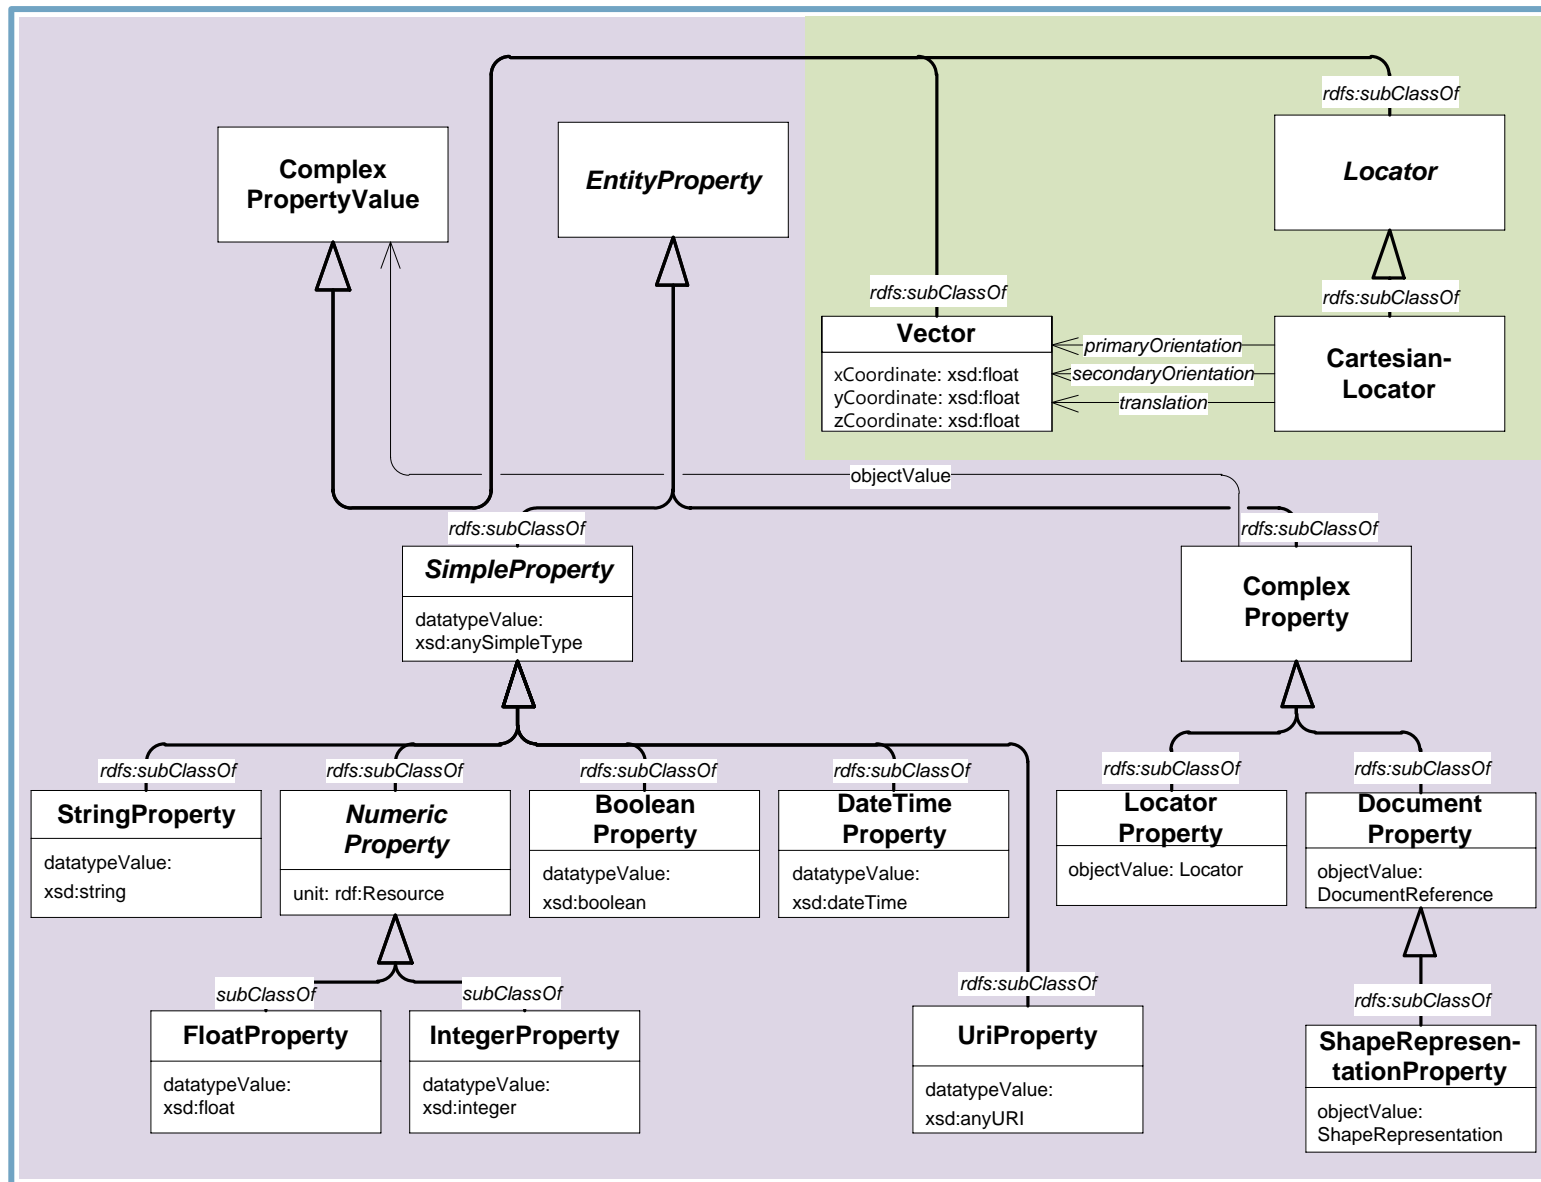 rdfs:subClassOf
Complex
PropertyValue
EntityProperty
Locator
rdfs:subClassOf
rdfs:subClassOf
Vector
xCoordinate: xsd:float
yCoordinate: xsd:float
zCoordinate: xsd:float
primaryOrientation
secondaryOrientation
translation
Cartesian-
Locator
objectValue
rdfs:subClassOf
rdfs:subClassOf
SimpleProperty
datatypeValue:
xsd:anySimpleType
Complex
Property
rdfs:subClassOf
rdfs:subClassOf
rdfs:subClassOf
rdfs:subClassOf
rdfs:subClassOf
rdfs:subClassOf
StringProperty
datatypeValue:
xsd:string
Numeric
Property
unit: rdf:Resource
Boolean
Property
datatypeValue:
xsd:boolean
DateTime
Property
datatypeValue:
xsd:dateTime
Locator
Property
objectValue: Locator
Document
Property
objectValue:
DocumentReference
subClassOf
subClassOf
rdfs:subClassOf
rdfs:subClassOf
FloatProperty
datatypeValue:
xsd:float
IntegerProperty
datatypeValue:
xsd:integer
UriProperty
datatypeValue:
xsd:anyURI
ShapeRepresen-
tationProperty
objectValue:
ShapeRepresentation